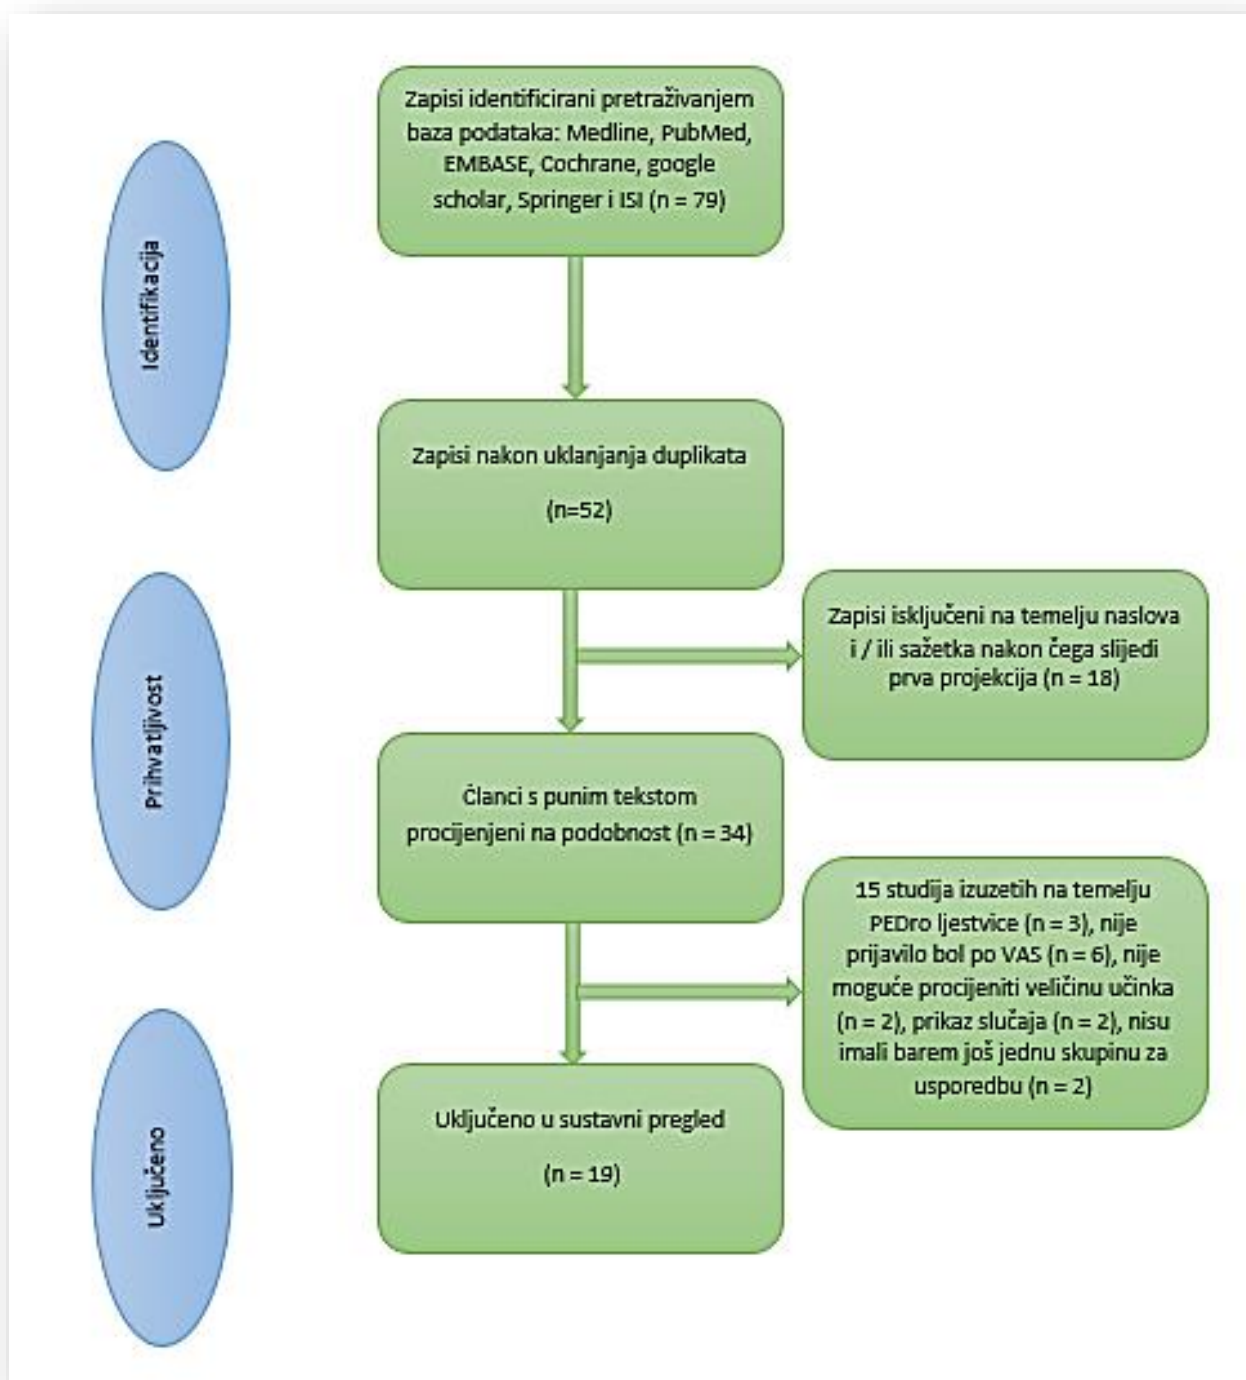 Zapisi identificirani pretraživanjem
baza podataka: Medline, PubMed,
EMBASE, Cochrane, google
scholar, Springer i ISI (n = 79)
Identifikacija
Zapisi nakon uklanjanja duplikata
(n=52)
Zapisi isključeni na temelju naslova
i / ili sažetka nakon čega slijedi
prva projekcija (n = 18)
Prihvatljivost
Članci s punim tekstom
procijenjeni na podobnost (n = 34)
15 studija izuzetih na temelju
PEDro ljestvice (n = 3), nije
prijavilo bol po VAS (n = 6), nije
moguće procijeniti veličinu učinka
(n = 2), prikaz slučaja (n = 2), nisu
imali barem još jednu skupinu za
usporedbu (n = 2)
Uključeno
Uključeno u sustavni pregled
(n = 19)